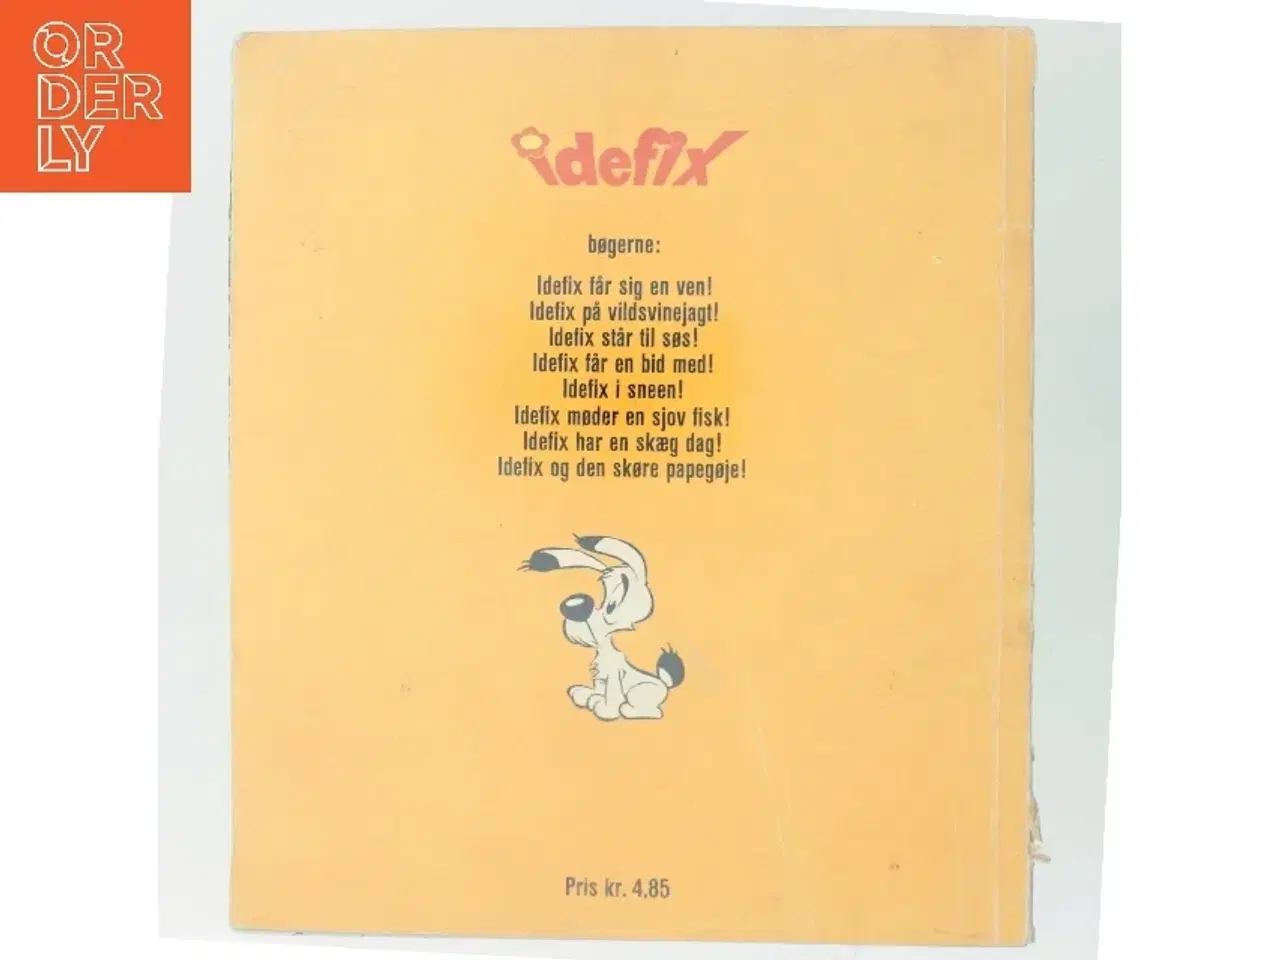 ORDERLY
idefix
bøgerne:
Idefix får sig en ven!
Idefix på vildsvinejagt!
Idefix står til søs!
Idefix får en bid med!
Idefix i sneen!
Idefix møder en sjov fisk!
Idefix har en skæg dag!
Idefix og den skøre papegøje!
Pris kr. 4,85